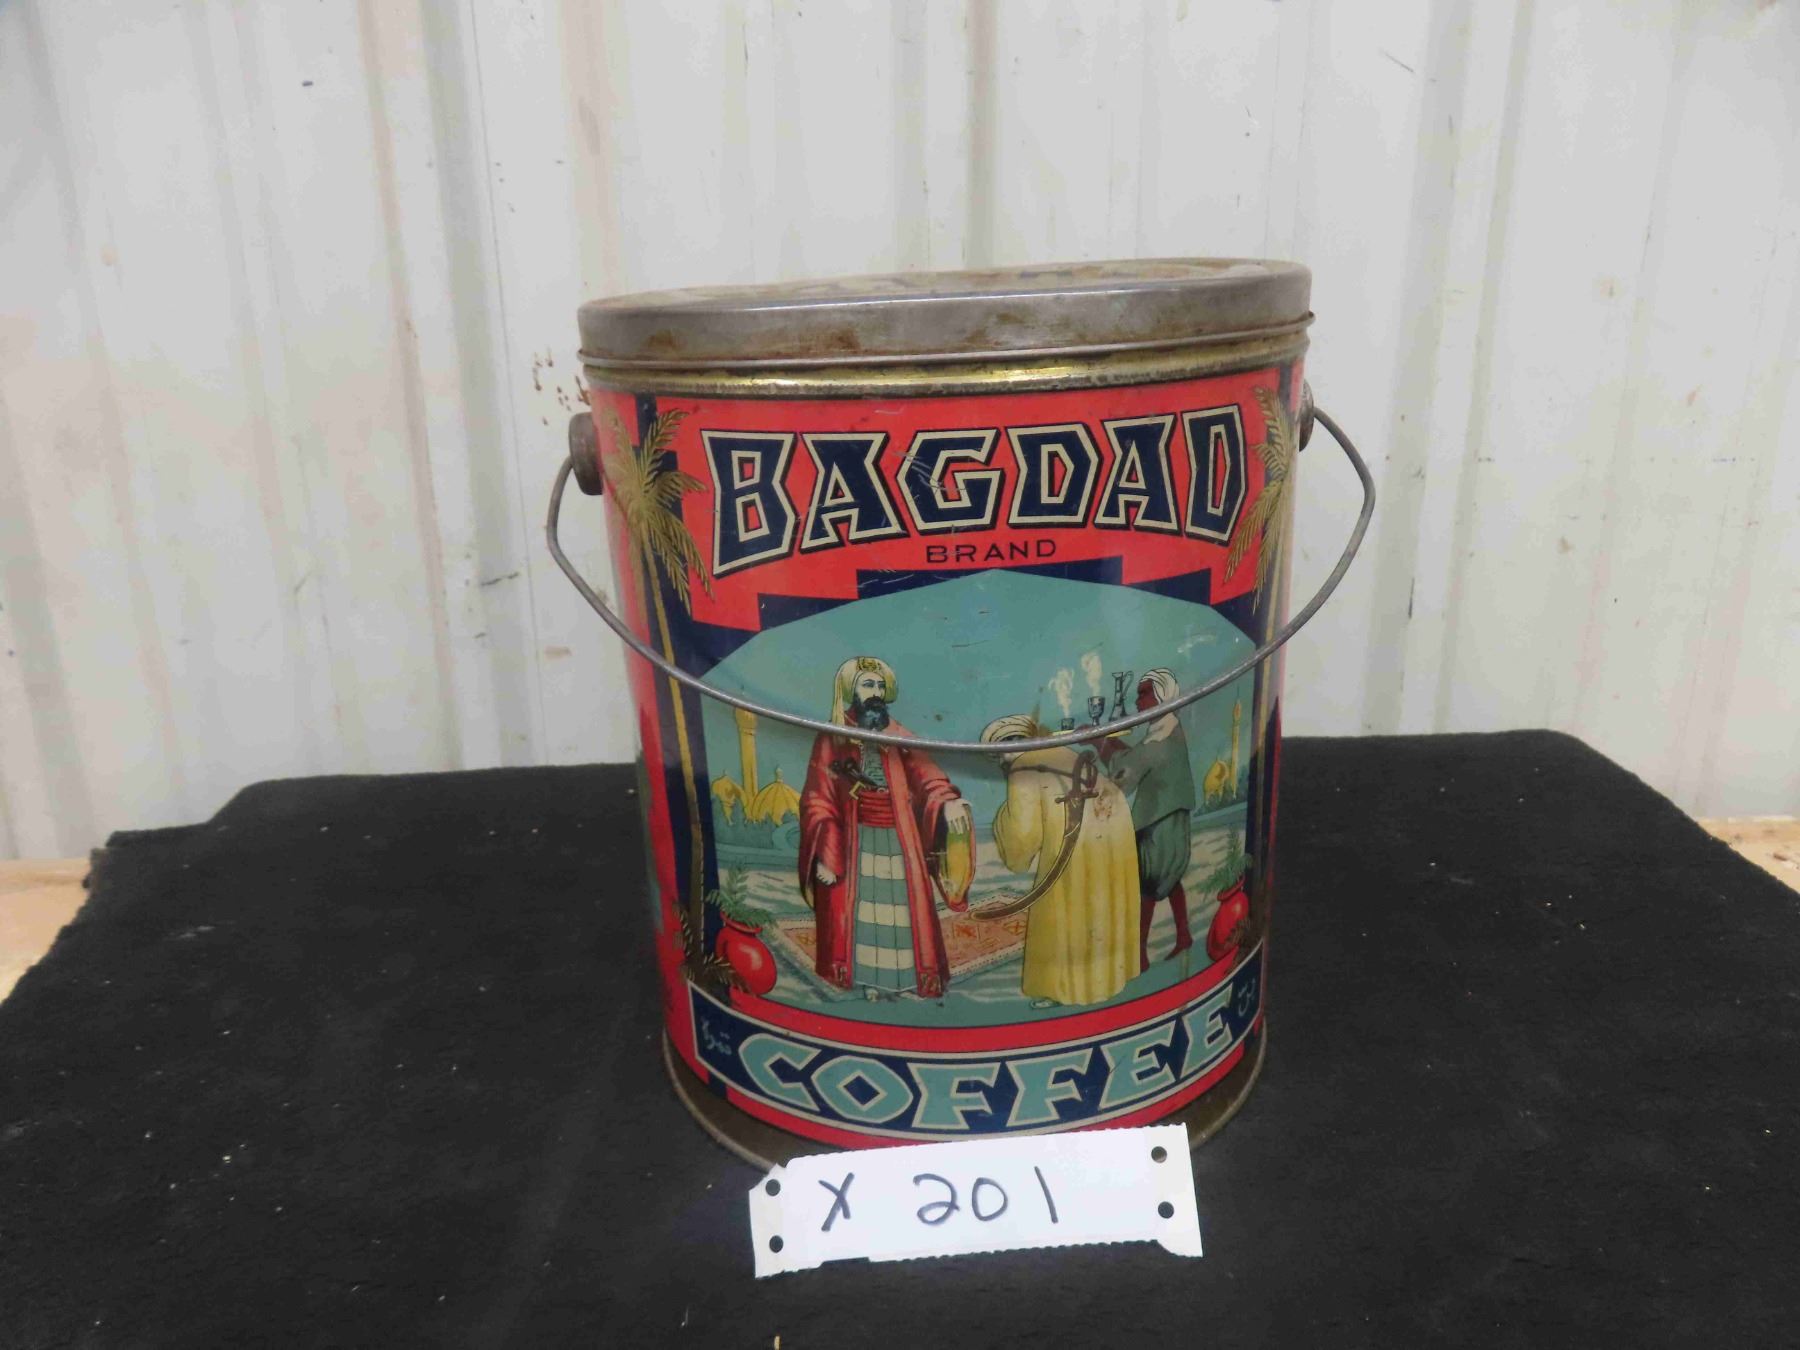 BAGDAD
BRAND
COFFEE
X 201